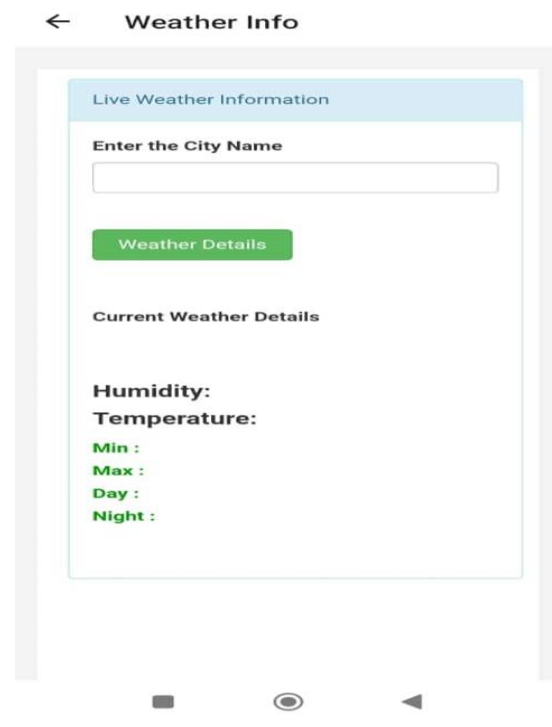 Weather Info
Live Weather Information
Enter the City Name
Weather Details
Current Weather Details
Humidity:
Temperature:
Min :
Max :
Day :
Night :